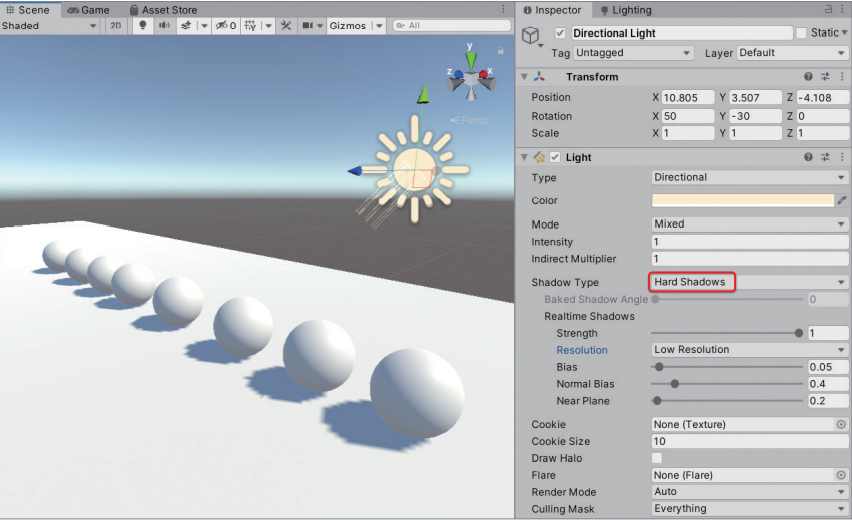 Scene Game Asset Store
Shaded 2D 0 Gizmos All
y
z x
Persp
Inspector Lighting
Directional Light Static
Tag Untagged Layer Default
Transform
Position X 10.805 Y 3.507 Z -4.108
Rotation X 50 Y -30 Z 0
Scale X 1 Y 1 Z 1
Light
Type Directional
Color
Mode Mixed
Intensity 1
Indirect Multiplier 1
Shadow Type Hard Shadows
Baked Shadow Angle 0
Realtime Shadows
Strength 1
Resolution Low Resolution
Bias 0.05
Normal Bias 0.4
Near Plane 0.2
Cookie None (Texture)
Cookie Size 10
Draw Halo
Flare None (Flare)
Render Mode Auto
Culling Mask Everything